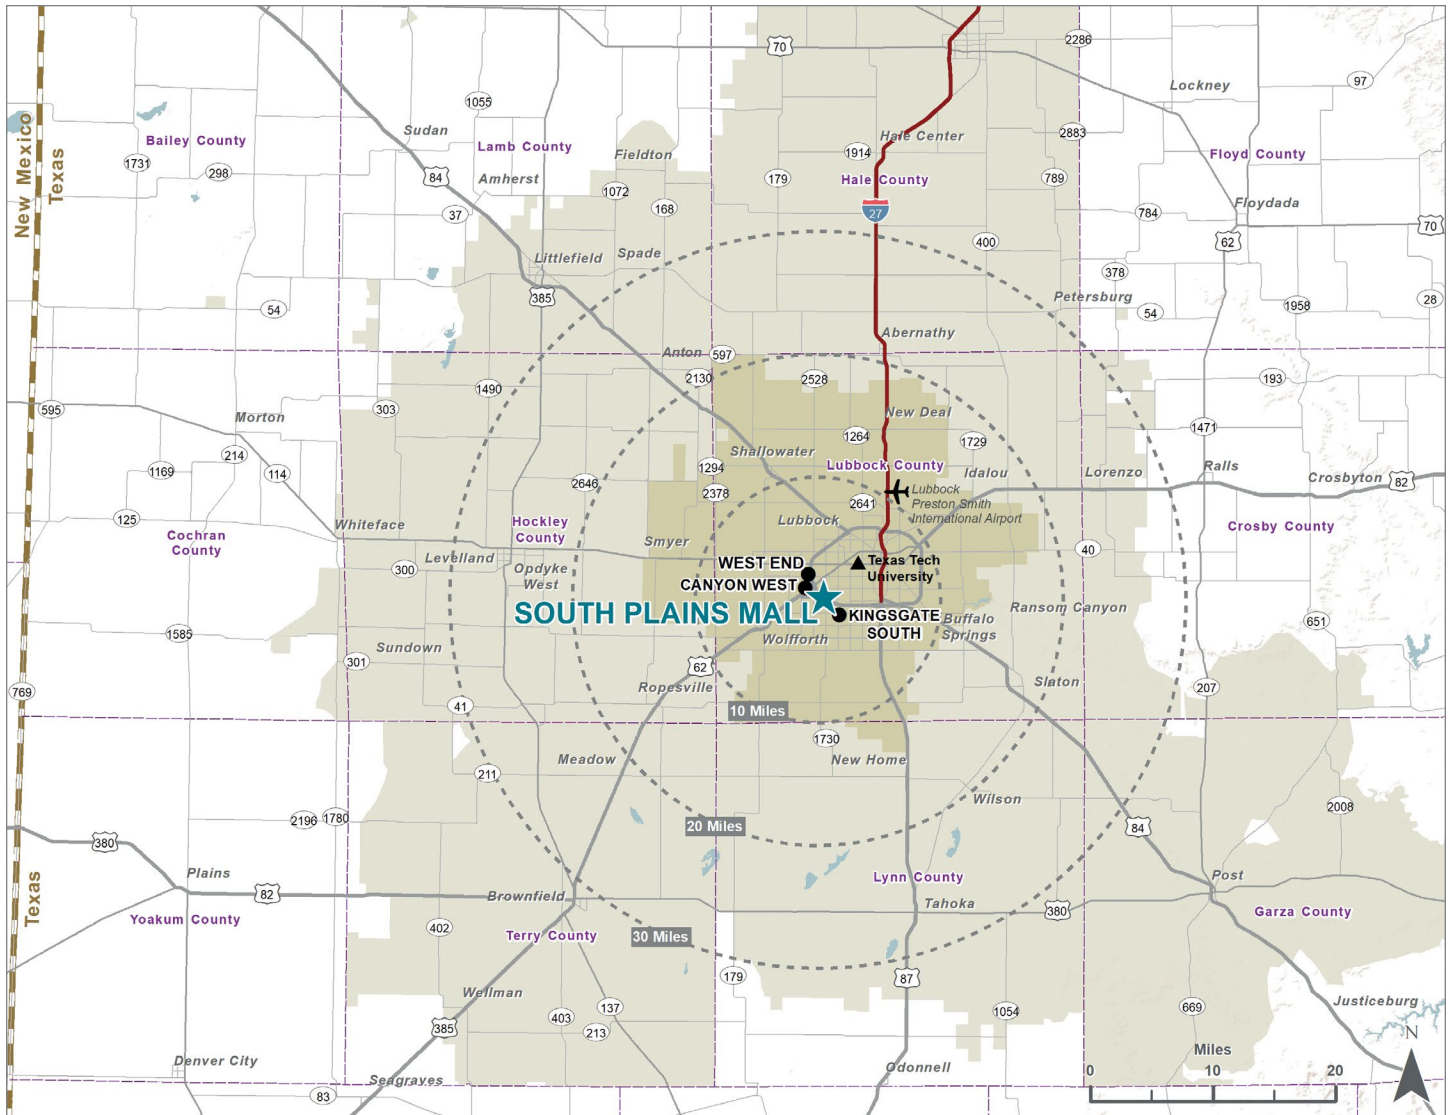 70
2286
Lockney
97
1055
Sudan
Bailey County
Lamb County
Fieldton
Hale Center
2883
Floyd County
1731
298
84
Amherst
1914
179
Hale County
789
New Mexico
Texas
1072
168
37
27
784
Floydada
62
70
Littlefield
Spade
400
378
385
Petersburg
54
54
1958
28
Abernathy
Anton
597
2130
2528
193
1490
595
Morton
303
New Deal
1264
1729
1471
Shallowater
214
1169
114
1294
Lubbock County
Idalou
Lorenzo
Ralls
Crosbyton
82
2646
2378
2641
Lubbock
Preston Smith
International Airport
125
Whiteface
Hockley
County
Lubbock
Crosby County
Cochran
County
Smyer
40
Levelland
300
Opdyke
West
WEST END
Texas Tech
University
CANYON WEST
SOUTH PLAINS MALL
KINGSGATE
SOUTH
Buffalo
Springs
Ransom Canyon
651
1585
Wolfforth
Sundown
301
62
Ropesville
Slaton
207
769
41
10 Miles
1730
New Home
Meadow
211
Wilson
2008
2196
1780
20 Miles
84
380
Plains
82
Texas
Yoakum County
Brownfield
Lynn County
Tahoka
380
Post
Garza County
402
Terry County
30 Miles
179
87
Wellman
403
137
213
385
1054
669
Justiceburg
N
Denver City
Seagraves
83
Odonnell
Miles
0
10
20